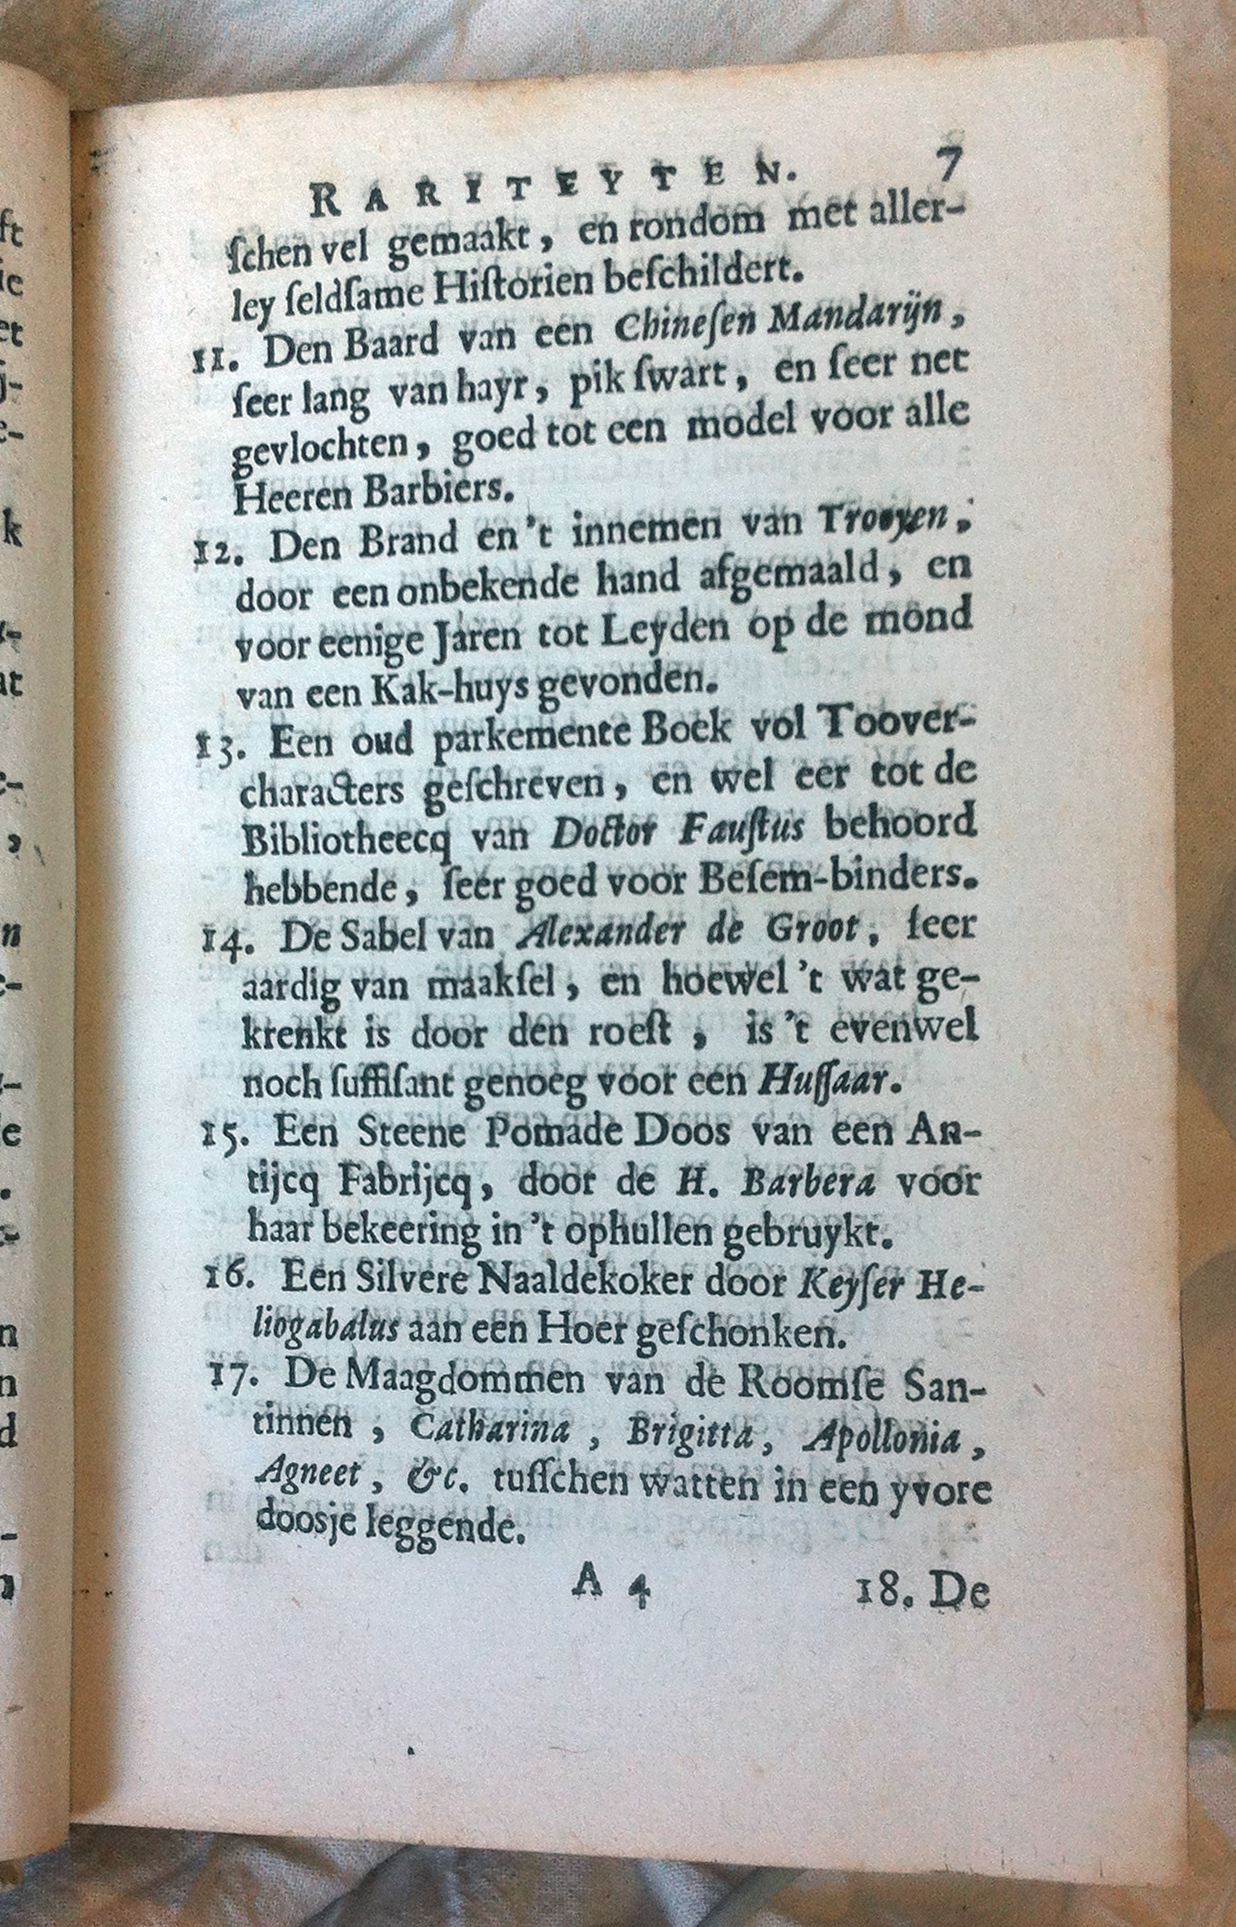 RARITEYTEN. 7
ſchen vel gemaakt, en rondom met aller-
ley ſeldſame Hiſtorien beſchildert.
11. Den Baard van een Chineſen Mandarijn,
ſeer lang van hayr, pik ſwart, en ſeer net
gevlochten, goed tot een model voor alle
Heeren Barbiers.
12. Den Brand en 't innemen van Trooyen,
door een onbekende hand afgemaald, en
voor eenige Jaren tot Leyden op de mond
van een Kak-huys gevonden.
13. Een oud parkemente Boek vol Toover-
characters geſchreven, en wel eer tot de
Bibliotheecq van Doctor Fauſtus behoord
hebbende, ſeer goed voor Beſem-binders.
14. De Sabel van Alexander de Groot, ſeer
aardig van maakſel, en hoewel 't wat ge-
krenkt is door den roeſt, is 't evenwel
noch ſuffiſant genoeg voor een Huſſaar.
15. Een Steene Pomade Doos van een An-
tijcq Fabrijcq, door de H. Barbera voor
haar bekeering in 't ophullen gebruykt.
16. Een Silvere Naaldekoker door Keyſer He-
liogabalus aan een Hoer geſchonken.
17. De Maagdommen van de Roomſe San-
tinnen, Catharina, Brigitta, Apollonia,
Agneet, &c. tuſſchen watten in een yvore
doosje leggende.
A 4 18. De